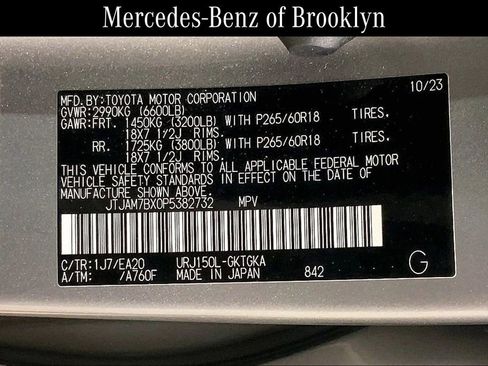 Mercedes-Benz of Brooklyn
10/23
MFD.BY:TOYOTA MOTOR CORPORATION
GVWR:2990KG (6600LB)
GAWR:FRT. 1450KG (3200LB) WITH P265/60R18 TIRES.
18X7 1/2J RIMS.
RR. 1725KG (3800LB) WITH P265/60R18 TIRES.
18X7 1/2J RIMS.
THIS VEHICLE CONFORMS TO ALL APPLICABLE FEDERAL MOTOR
VEHICLE SAFETY STANDARDS IN EFFECT ON THE DATE OF
MANUFACTURE SHOWN ABOVE.
JTJAM7BX0P5382732 MPV
C/TR:1J7/EA20 URJ150L-GKTGKA
A/TM: /A760F MADE IN JAPAN 842 G